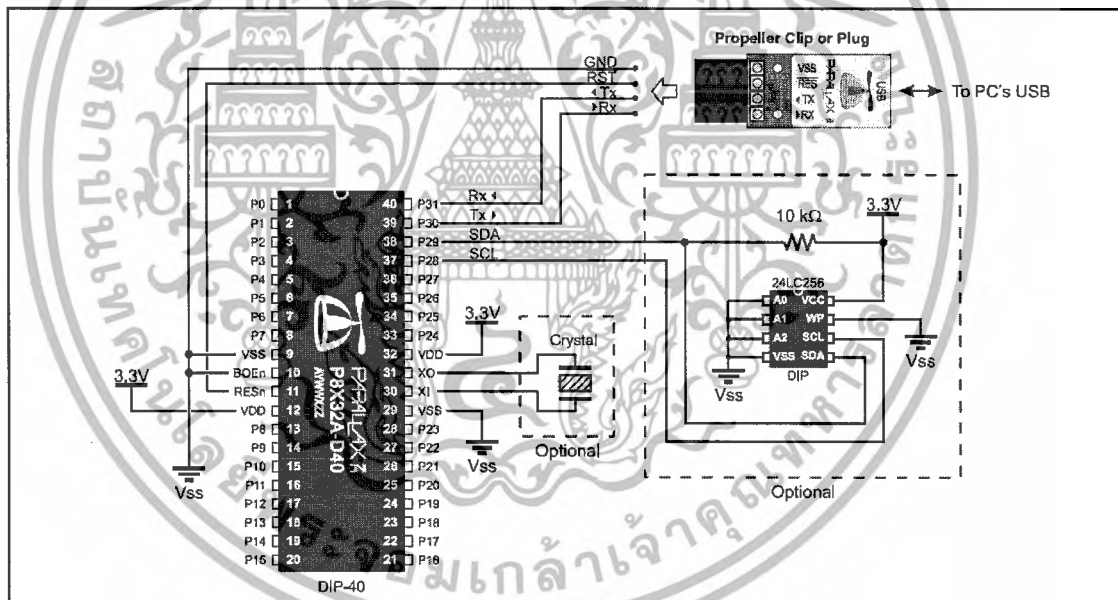 Propeller Clip or Plug
GND
RST
Tx
Rx
VSS
RES
TX
RX
PARALLAX
USB
To PC's USB
P0 1
P1 2
P2 3
P3 4
P4 5
P5 6
P6 7
P7 8
VSS 9
BOEn 10
RESn 11
VDD 12
P8 13
P9 14
P10 15
P11 16
P12 17
P13 18
P14 19
P15 20
40 P31
39 P30
38 P29
37 P28
36 P27
35 P26
34 P25
33 P24
32 VDD
31 XO
30 XI
29 VSS
28 P23
27 P22
26 P21
25 P20
24 P19
23 P18
22 P17
21 P16
PARALLAX
P8X32A-D40
DIP-40
Rx
Tx
SDA
SCL
3.3V
Vss
3.3V
Vss
Crystal
Optional
10 kΩ
3.3V
24LC256
A0 VCC
A1 WP
A2 SCL
VSS SDA
DIP
Vss
Vss
Optional